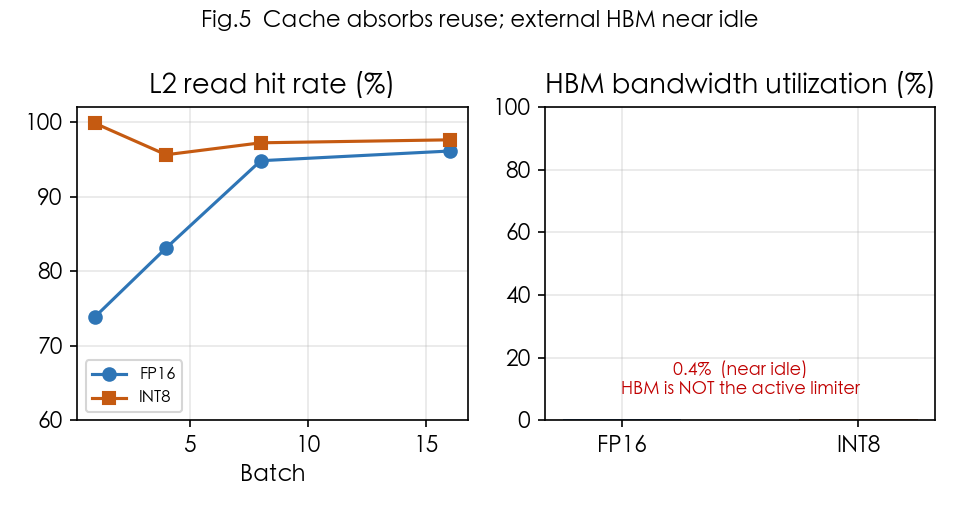 Fig.5  Cache absorbs reuse; external HBM near idle
L2 read hit rate (%)
100
90
80
70
60
FP16
INT8
5
10
15
Batch
HBM bandwidth utilization (%)
100
80
60
40
20
0
0.4%  (near idle)
HBM is NOT the active limiter
FP16
INT8